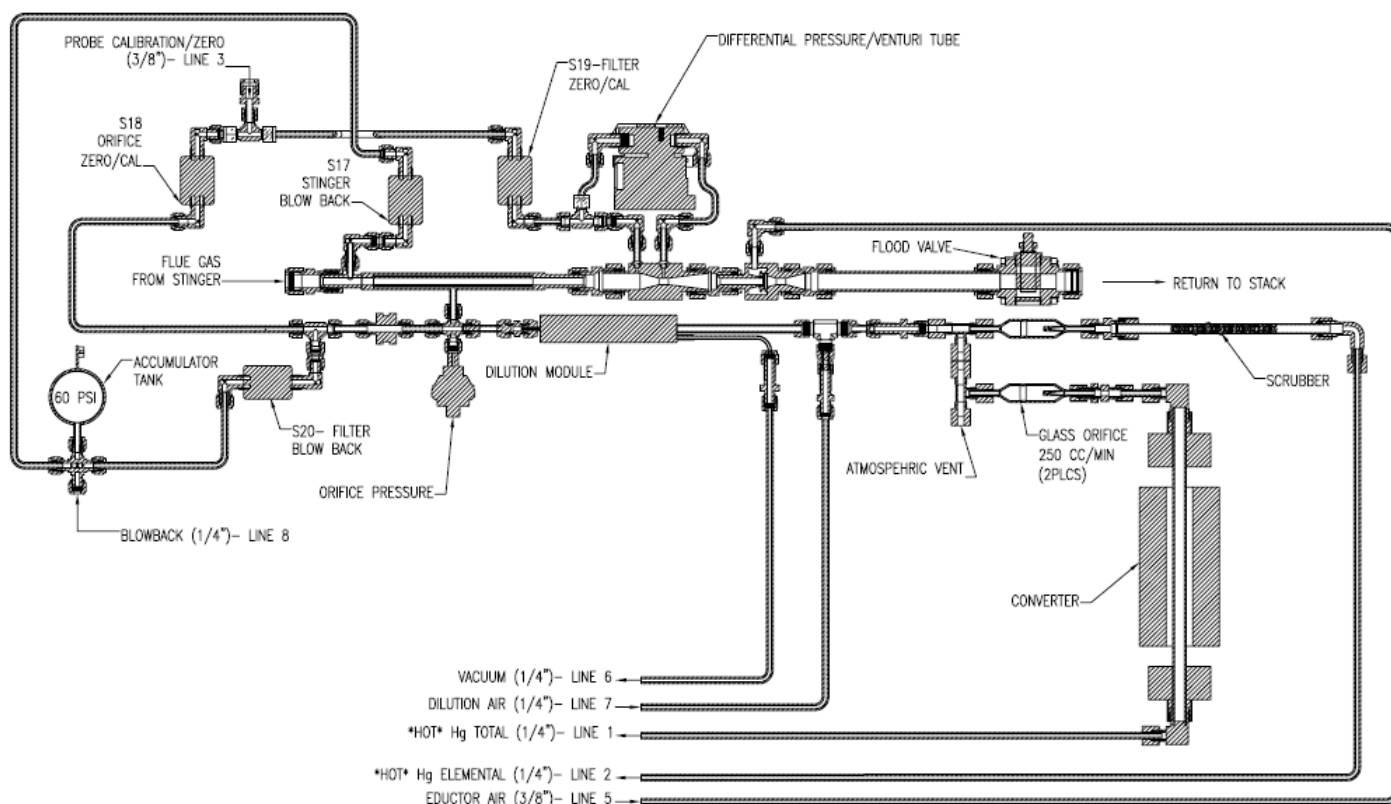 PROBE CALIBRATION/ZERO
(3/8")- LINE 3
S18
ORIFICE
ZERO/CAL
S17
STINGER
BLOW BACK
S19-FILTER
ZERO/CAL
DIFFERENTIAL PRESSURE/VENTURI TUBE
FLOOD VALVE
FLUE GAS
FROM STINGER
RETURN TO STACK
ACCUMULATOR
TANK
60 PSI
S20- FILTER
BLOW BACK
DILUTION MODULE
SCRUBBER
ORIFICE PRESSURE
ATMOSPEHRIC VENT
GLASS ORIFICE
250 CC/MIN
(2PLCS)
BLOWBACK (1/4")- LINE 8
CONVERTER
VACUUM (1/4")- LINE 6
DILUTION AIR (1/4")- LINE 7
*HOT* Hg TOTAL (1/4")- LINE 1
*HOT* Hg ELEMENTAL (1/4")- LINE 2
EDUCTOR AIR (3/8")- LINE 5